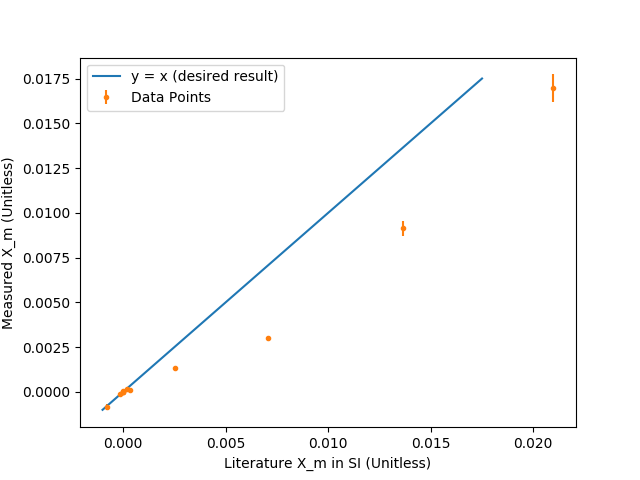 y = x (desired result)
Data Points
0.0175
0.0150
0.0125
0.0100
0.0075
0.0050
0.0025
0.0000
Measured X_m (Unitless)
0.000 0.005 0.010 0.015 0.020
Literature X_m in SI (Unitless)